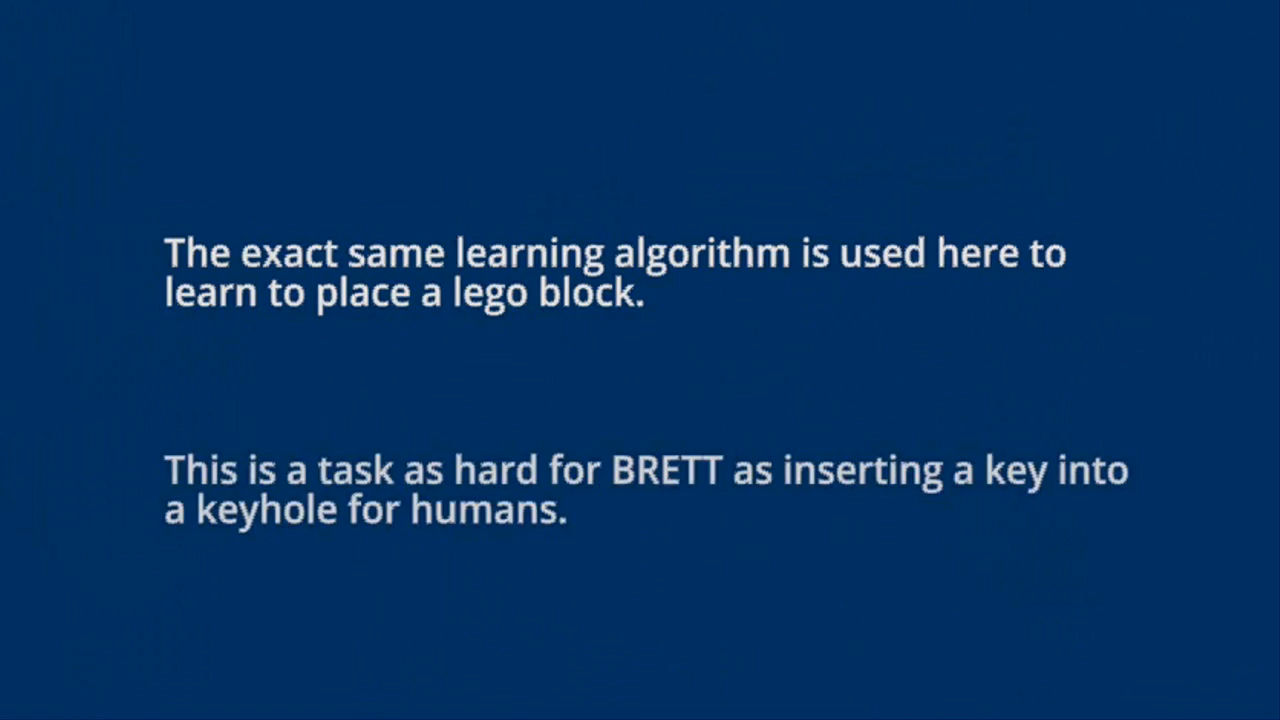 The exact same learning algorithm is used here to
learn to place a lego block.
This is a task as hard for BRETT as inserting a key into
a keyhole for humans.